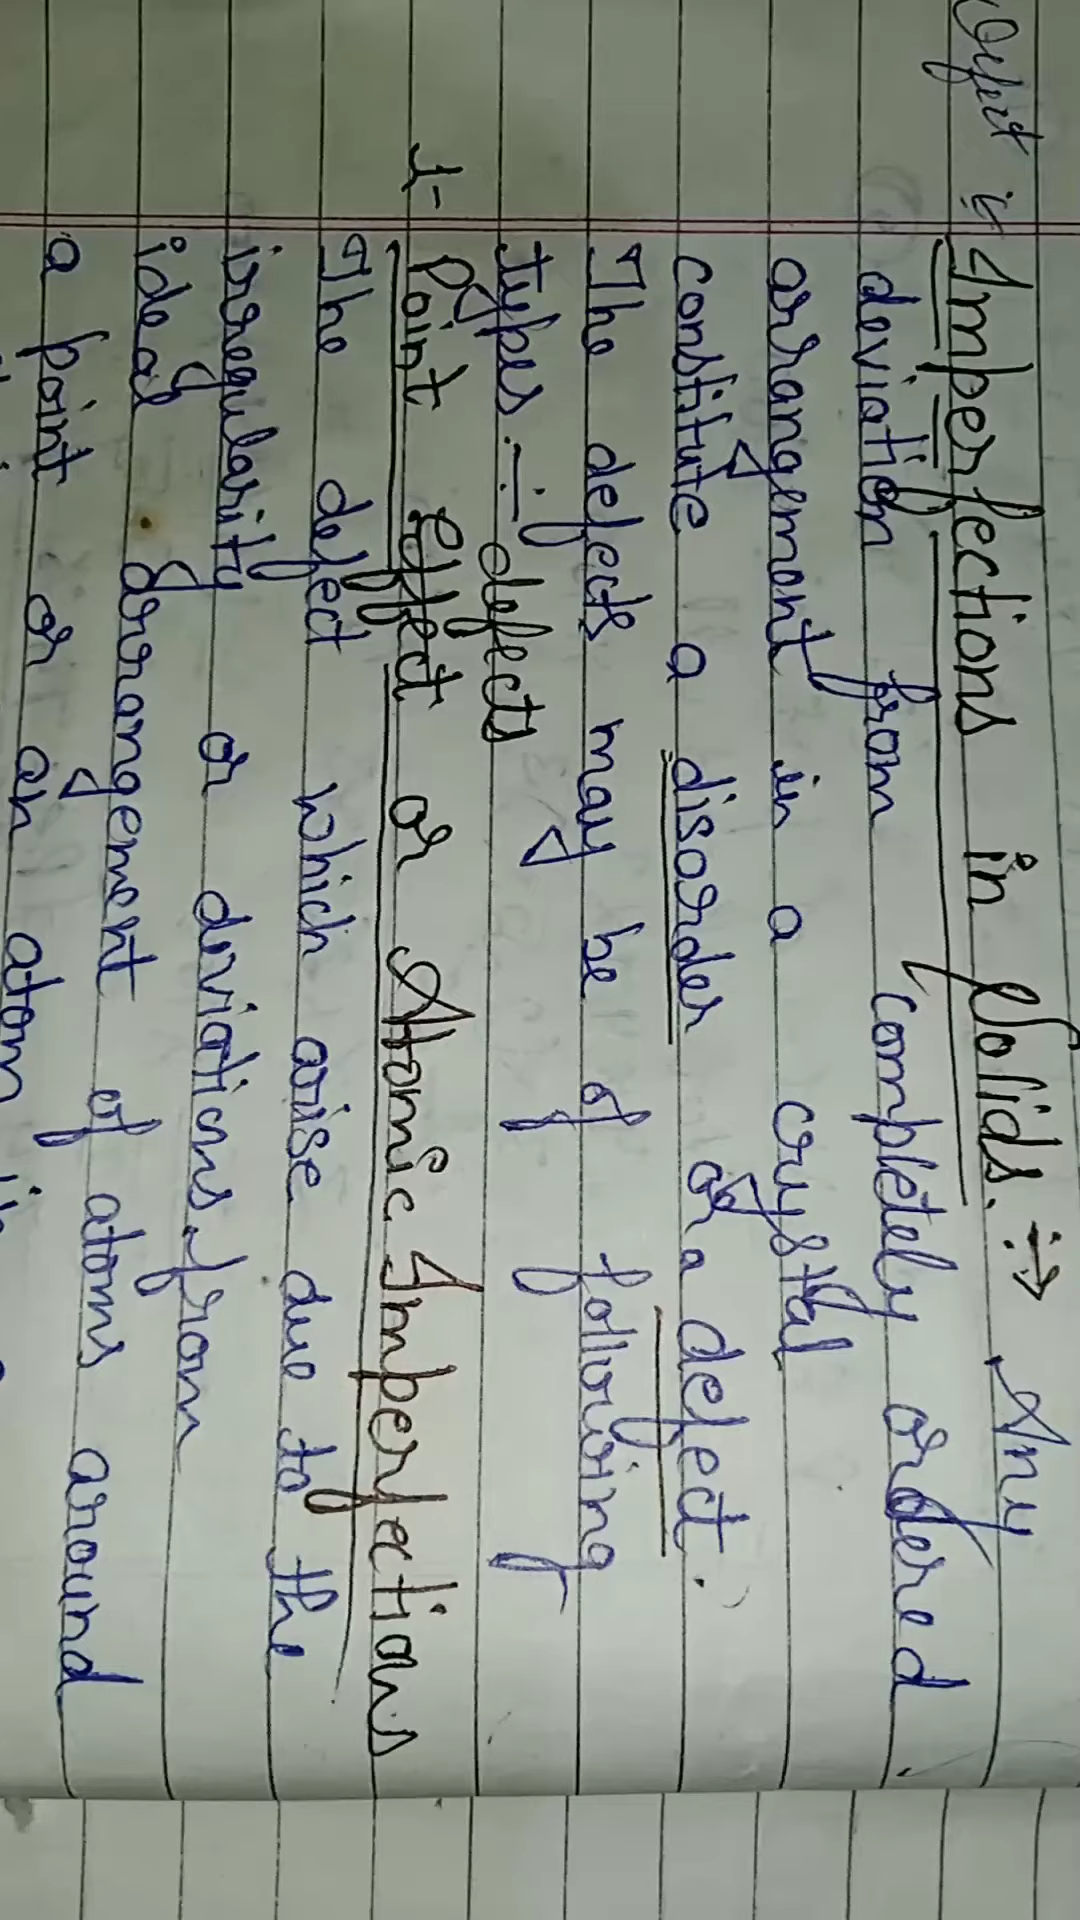 Defect is
Imperfections in Solids. :→ Any
deviation from completely ordered
arrangement in a crystal
constitute a disorder or a defect.
The defects may be of following
types :- defects
1- Point effect or Atomic Imperfections
The defect which arise due to the
irregularity or deviations from
ideal arrangement of atoms around
a point or an atom